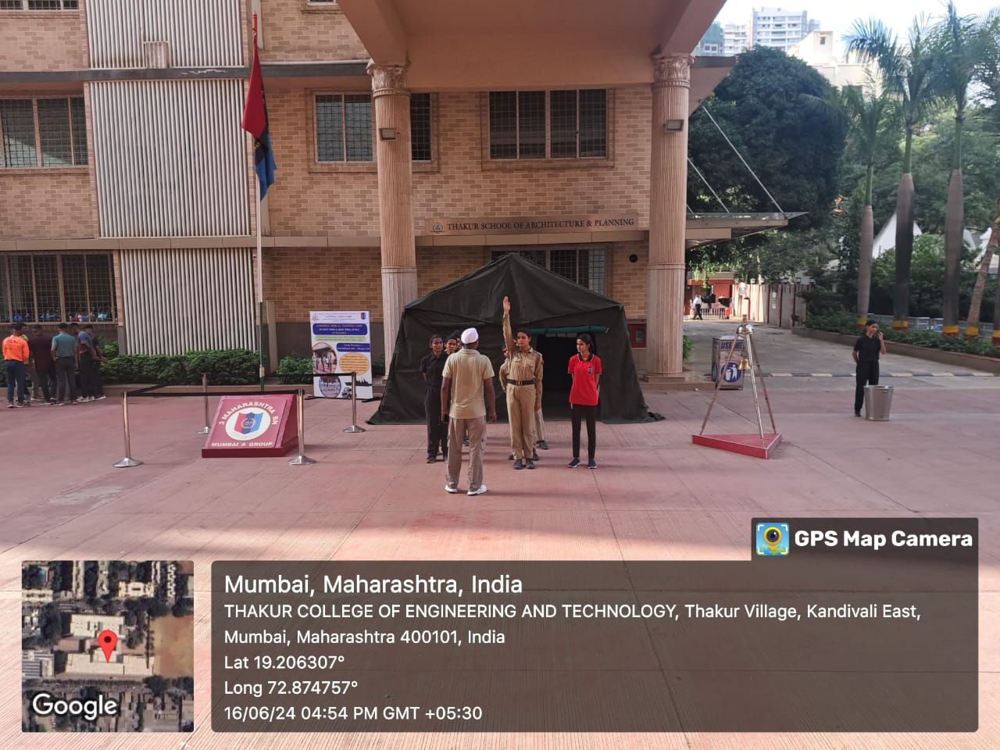 THAKUR SCHOOL OF ARCHITECTURE & PLANNING
3 MAHARASHTRA BN
MUMBAI 'A' GROUP
USE ME
GPS Map Camera
Mumbai, Maharashtra, India
THAKUR COLLEGE OF ENGINEERING AND TECHNOLOGY, Thakur Village, Kandivali East,
Mumbai, Maharashtra 400101, India
Lat 19.206307°
Long 72.874757°
16/06/24 04:54 PM GMT +05:30
Google